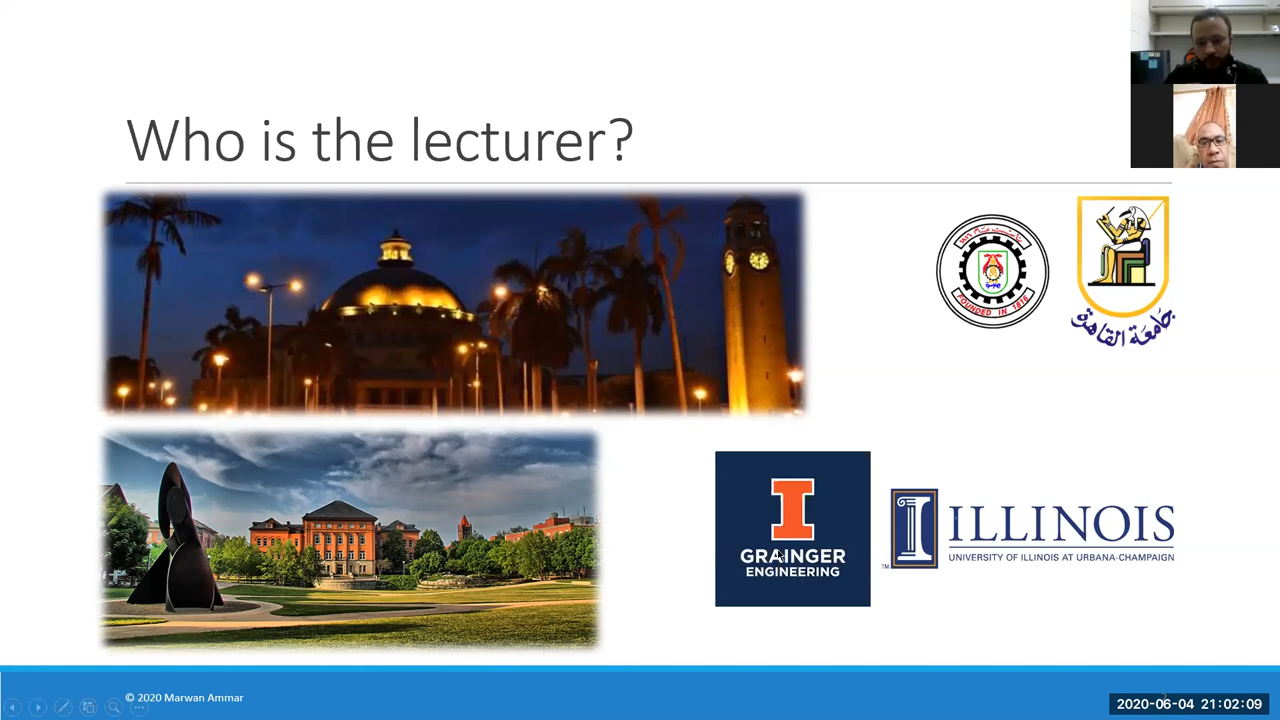 Who is the lecturer?
FOUNDED IN 1816
جامعة القاهرة
I
GRAINGER
ENGINEERING
I
ILLINOIS
UNIVERSITY OF ILLINOIS AT URBANA-CHAMPAIGN
TM
© 2020 Marwan Ammar
2020-06-04 21:02:09